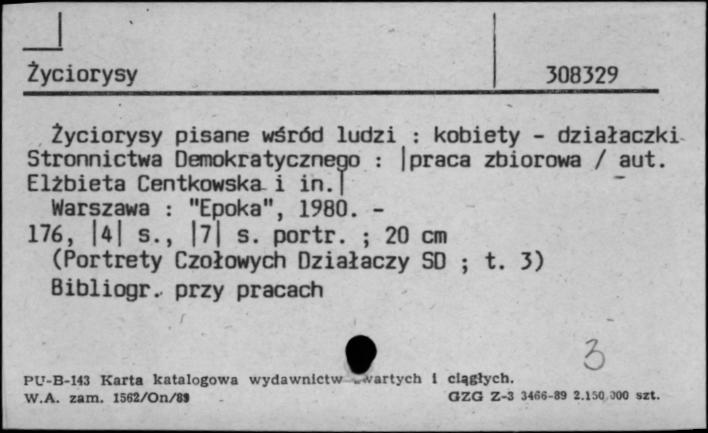 Życiorysy 308329
Życiorysy pisane wśród ludzi : kobiety - działaczki
Stronnictwa Demokratycznego : |praca zbiorowa / aut.
Elżbieta Centkowska i in.|
Warszawa : "Epoka", 1980. -
176, |4| s., |7| s. portr. ; 20 cm
(Portrety Czołowych Działaczy SD ; t. 3)
Bibliogr. przy pracach
3
PU-B-143 Karta katalogowa wydawnictw i ciągłych.
W.A. zam. 1562/On/89 GZG Z-3 3466-89 2.150.000 szt.